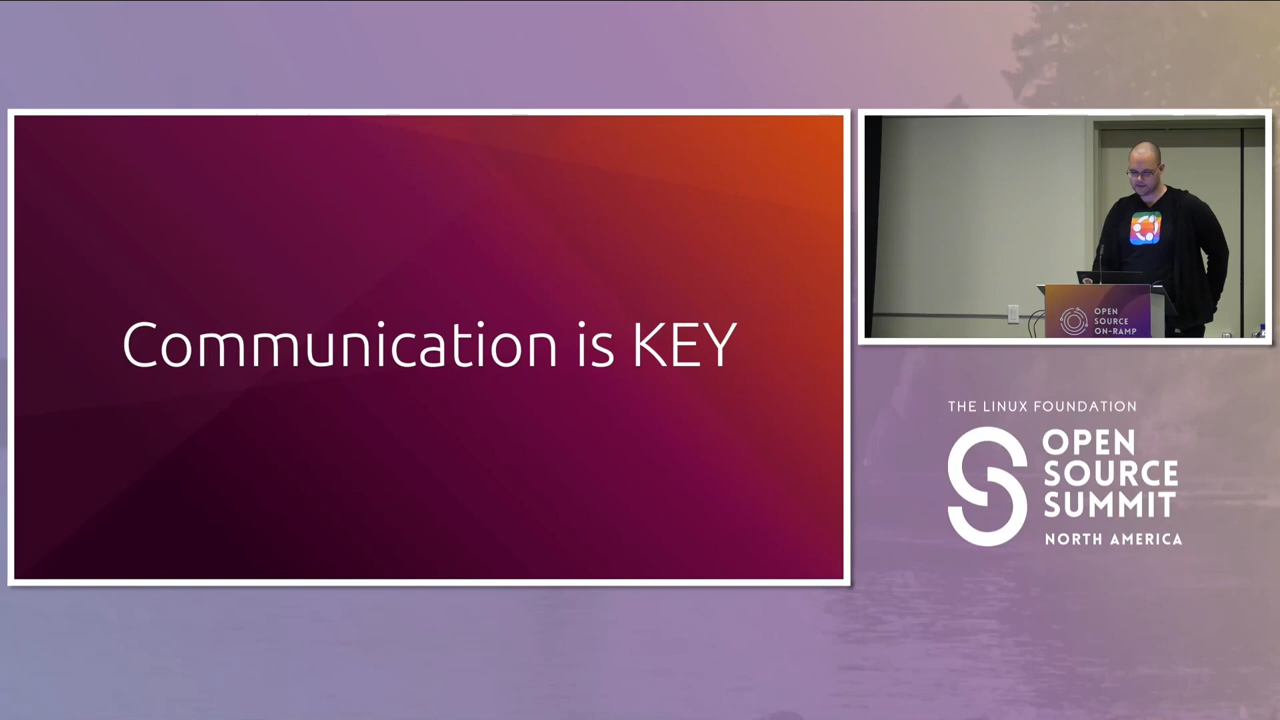 Communication is KEY
OPEN
SOURCE
ON-RAMP
THE LINUX FOUNDATION
OPEN
SOURCE
SUMMIT
NORTH AMERICA